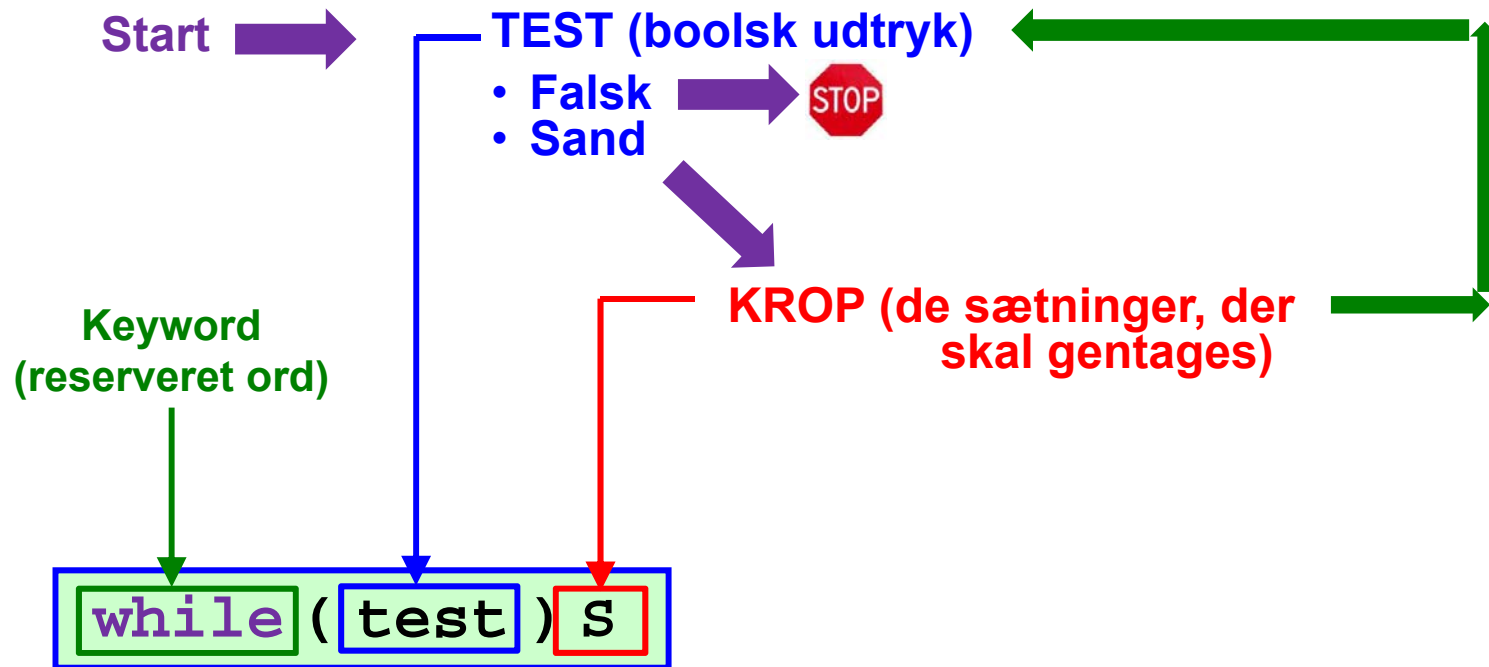 Start
TEST (boolsk udtryk)
• Falsk
STOP
• Sand
KROP (de sætninger, der
skal gentages)
Keyword
(reserveret ord)
while (test) S